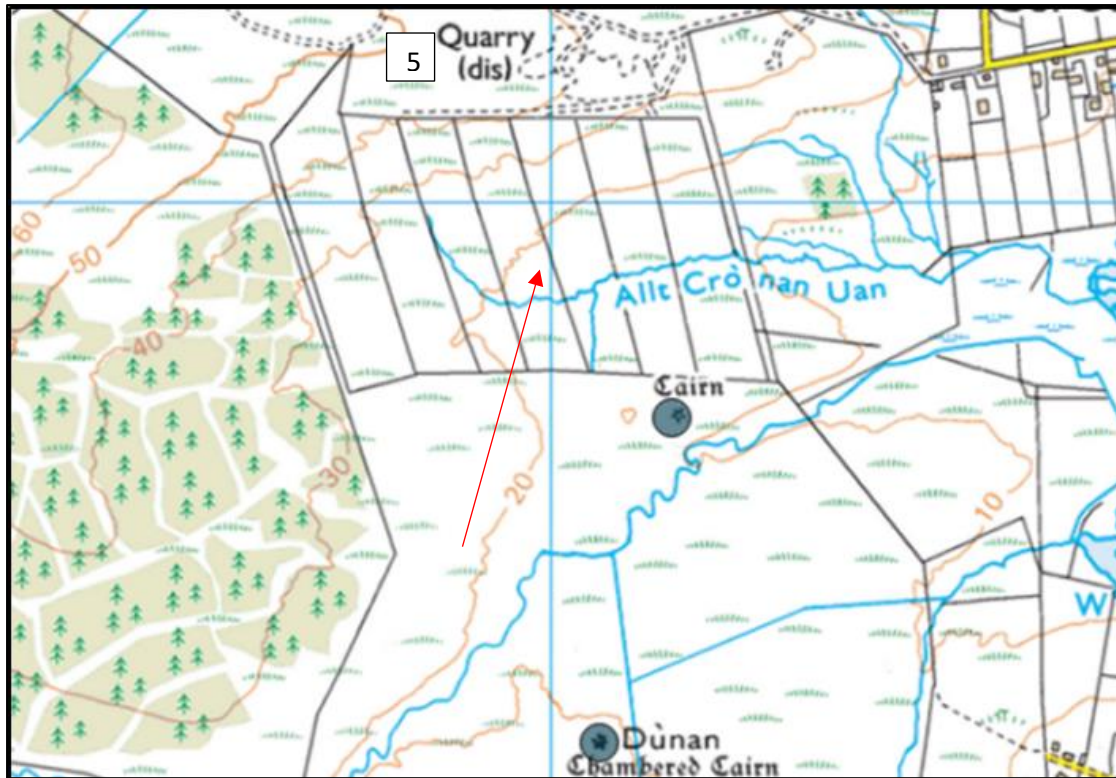 Quarry
(dis)
5
60
50
40
30
20
10
Allt Crò nan Uan
Cairn
W
Dùnan
Chambered Cairn